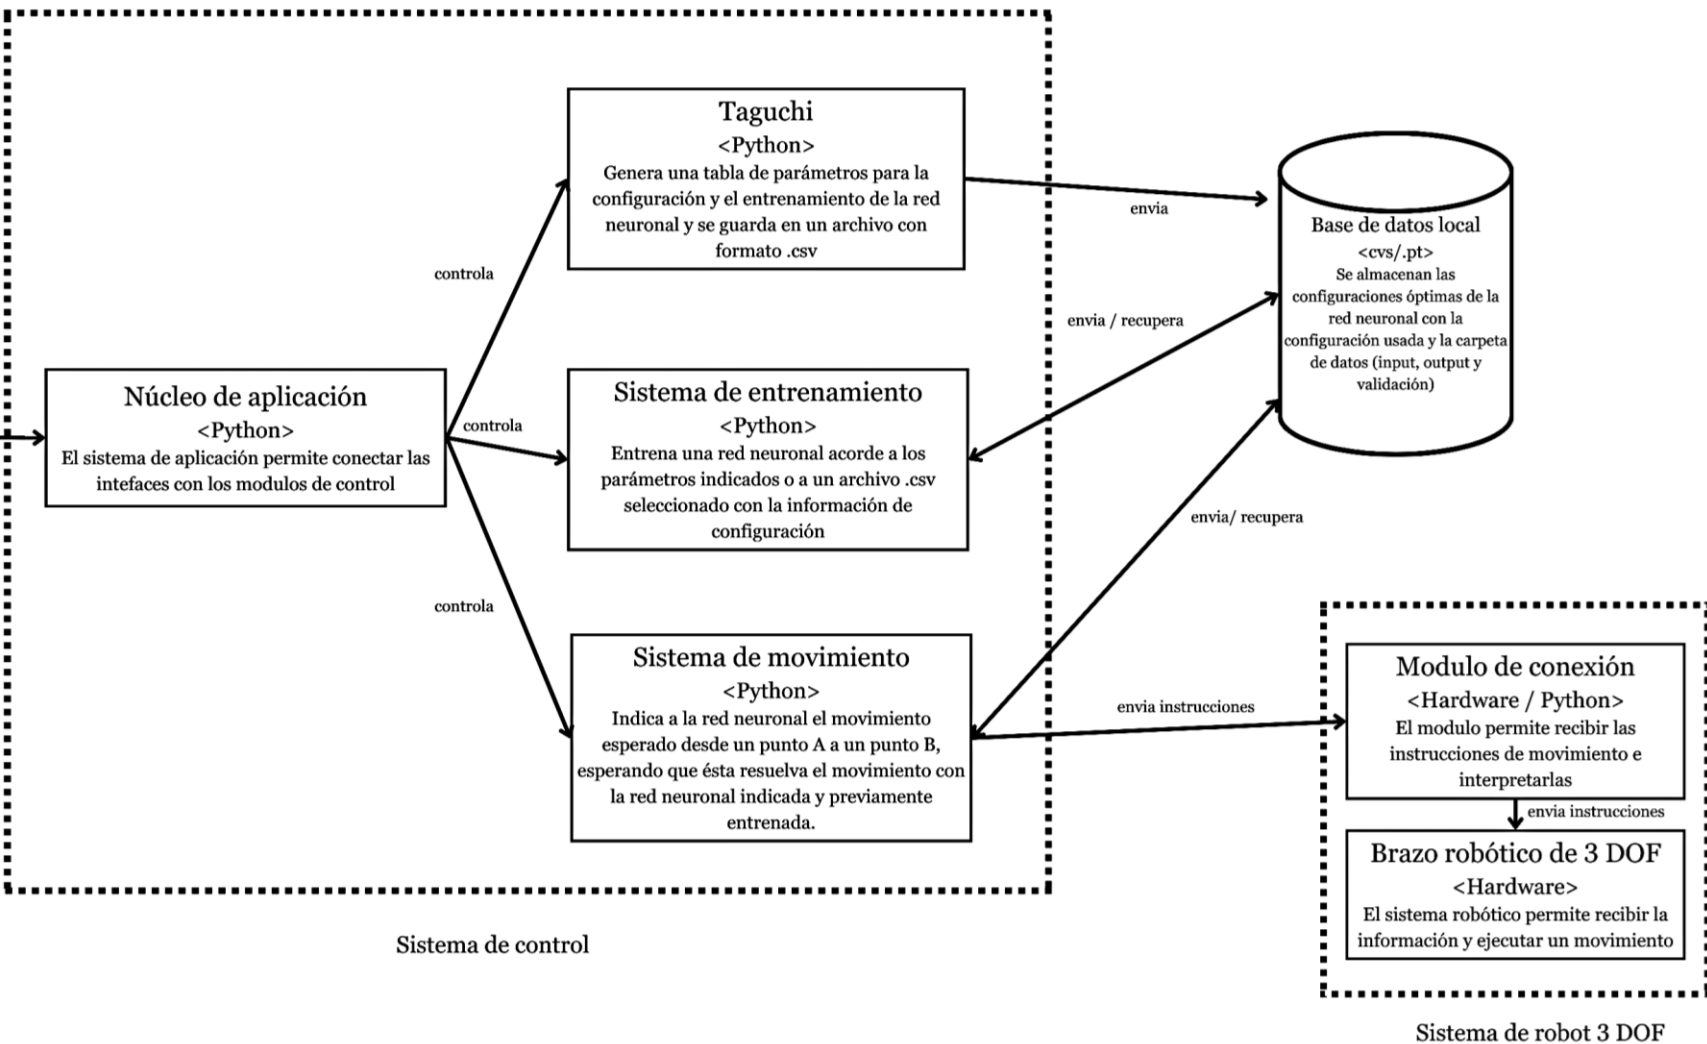 Taguchi
<Python>
Genera una tabla de parámetros para la
configuración y el entrenamiento de la red
neuronal y se guarda en un archivo con
formato .csv
envia
Base de datos local
<cvs/.pt>
Se almacenan las
configuraciones óptimas de la
red neuronal con la
configuración usada y la carpeta
de datos (input, output y
validación)
controla
envia / recupera
Núcleo de aplicación
<Python>
El sistema de aplicación permite conectar las
intefaces con los modulos de control
controla
Sistema de entrenamiento
<Python>
Entrena una red neuronal acorde a los
parámetros indicados o a un archivo .csv
seleccionado con la información de
configuración
envia/ recupera
controla
Sistema de movimiento
<Python>
Indica a la red neuronal el movimiento
esperado desde un punto A a un punto B,
esperando que ésta resuelva el movimiento con
la red neuronal indicada y previamente
entrenada.
envia instrucciones
Modulo de conexión
<Hardware / Python>
El modulo permite recibir las
instrucciones de movimiento e
interpretarlas
envia instrucciones
Brazo robótico de 3 DOF
<Hardware>
El sistema robótico permite recibir la
información y ejecutar un movimiento
Sistema de control
Sistema de robot 3 DOF